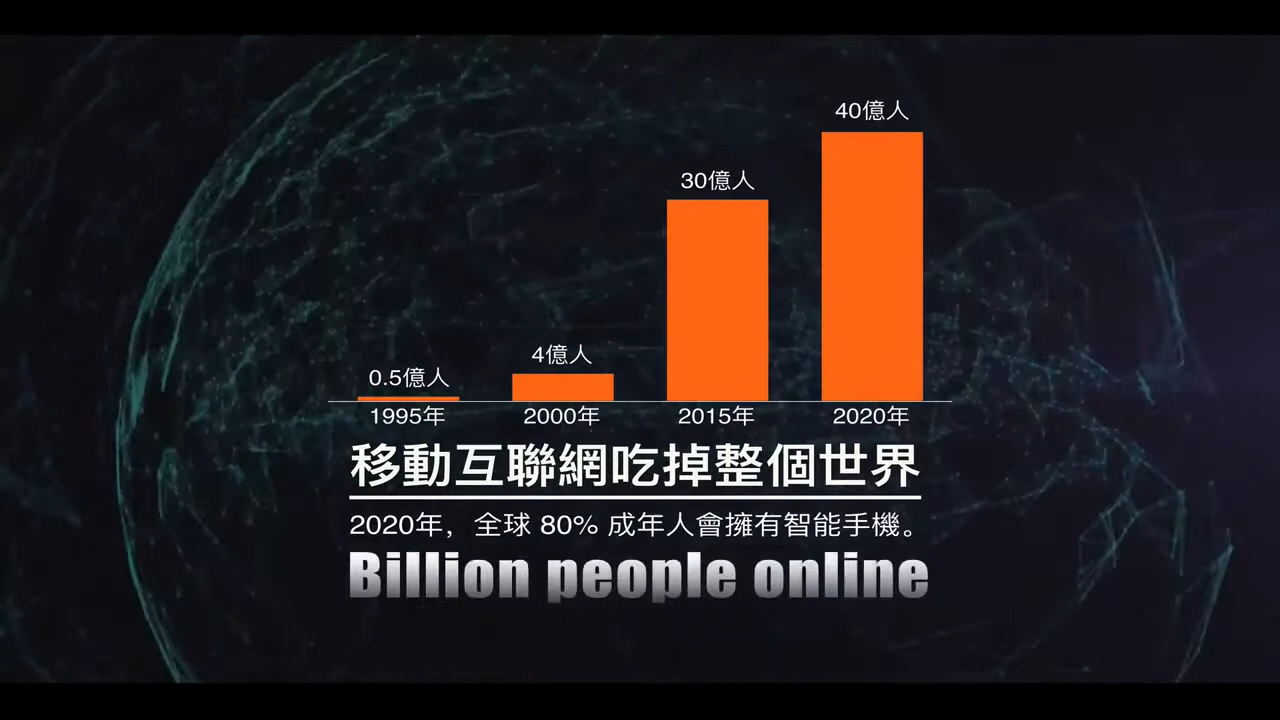 40億人
30億人
4億人
0.5億人
1995年 2000年 2015年 2020年
移動互聯網吃掉整個世界
2020年，全球 80% 成年人會擁有智能手機。
Billion people online